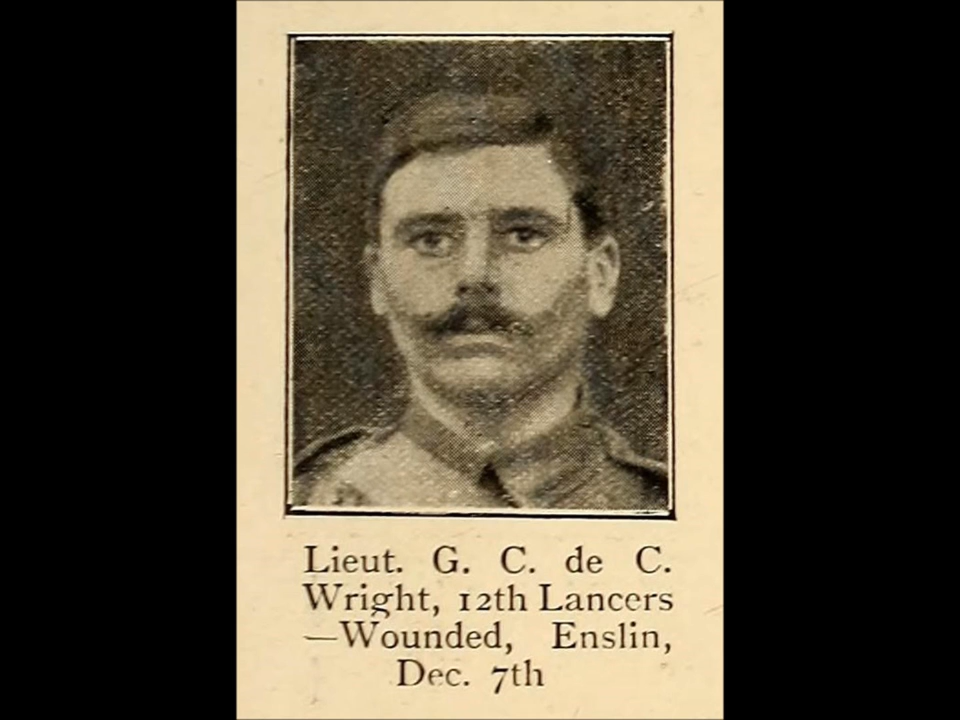 Lieut. G. C. de C.
Wright, 12th Lancers
—Wounded, Enslin,
Dec. 7th